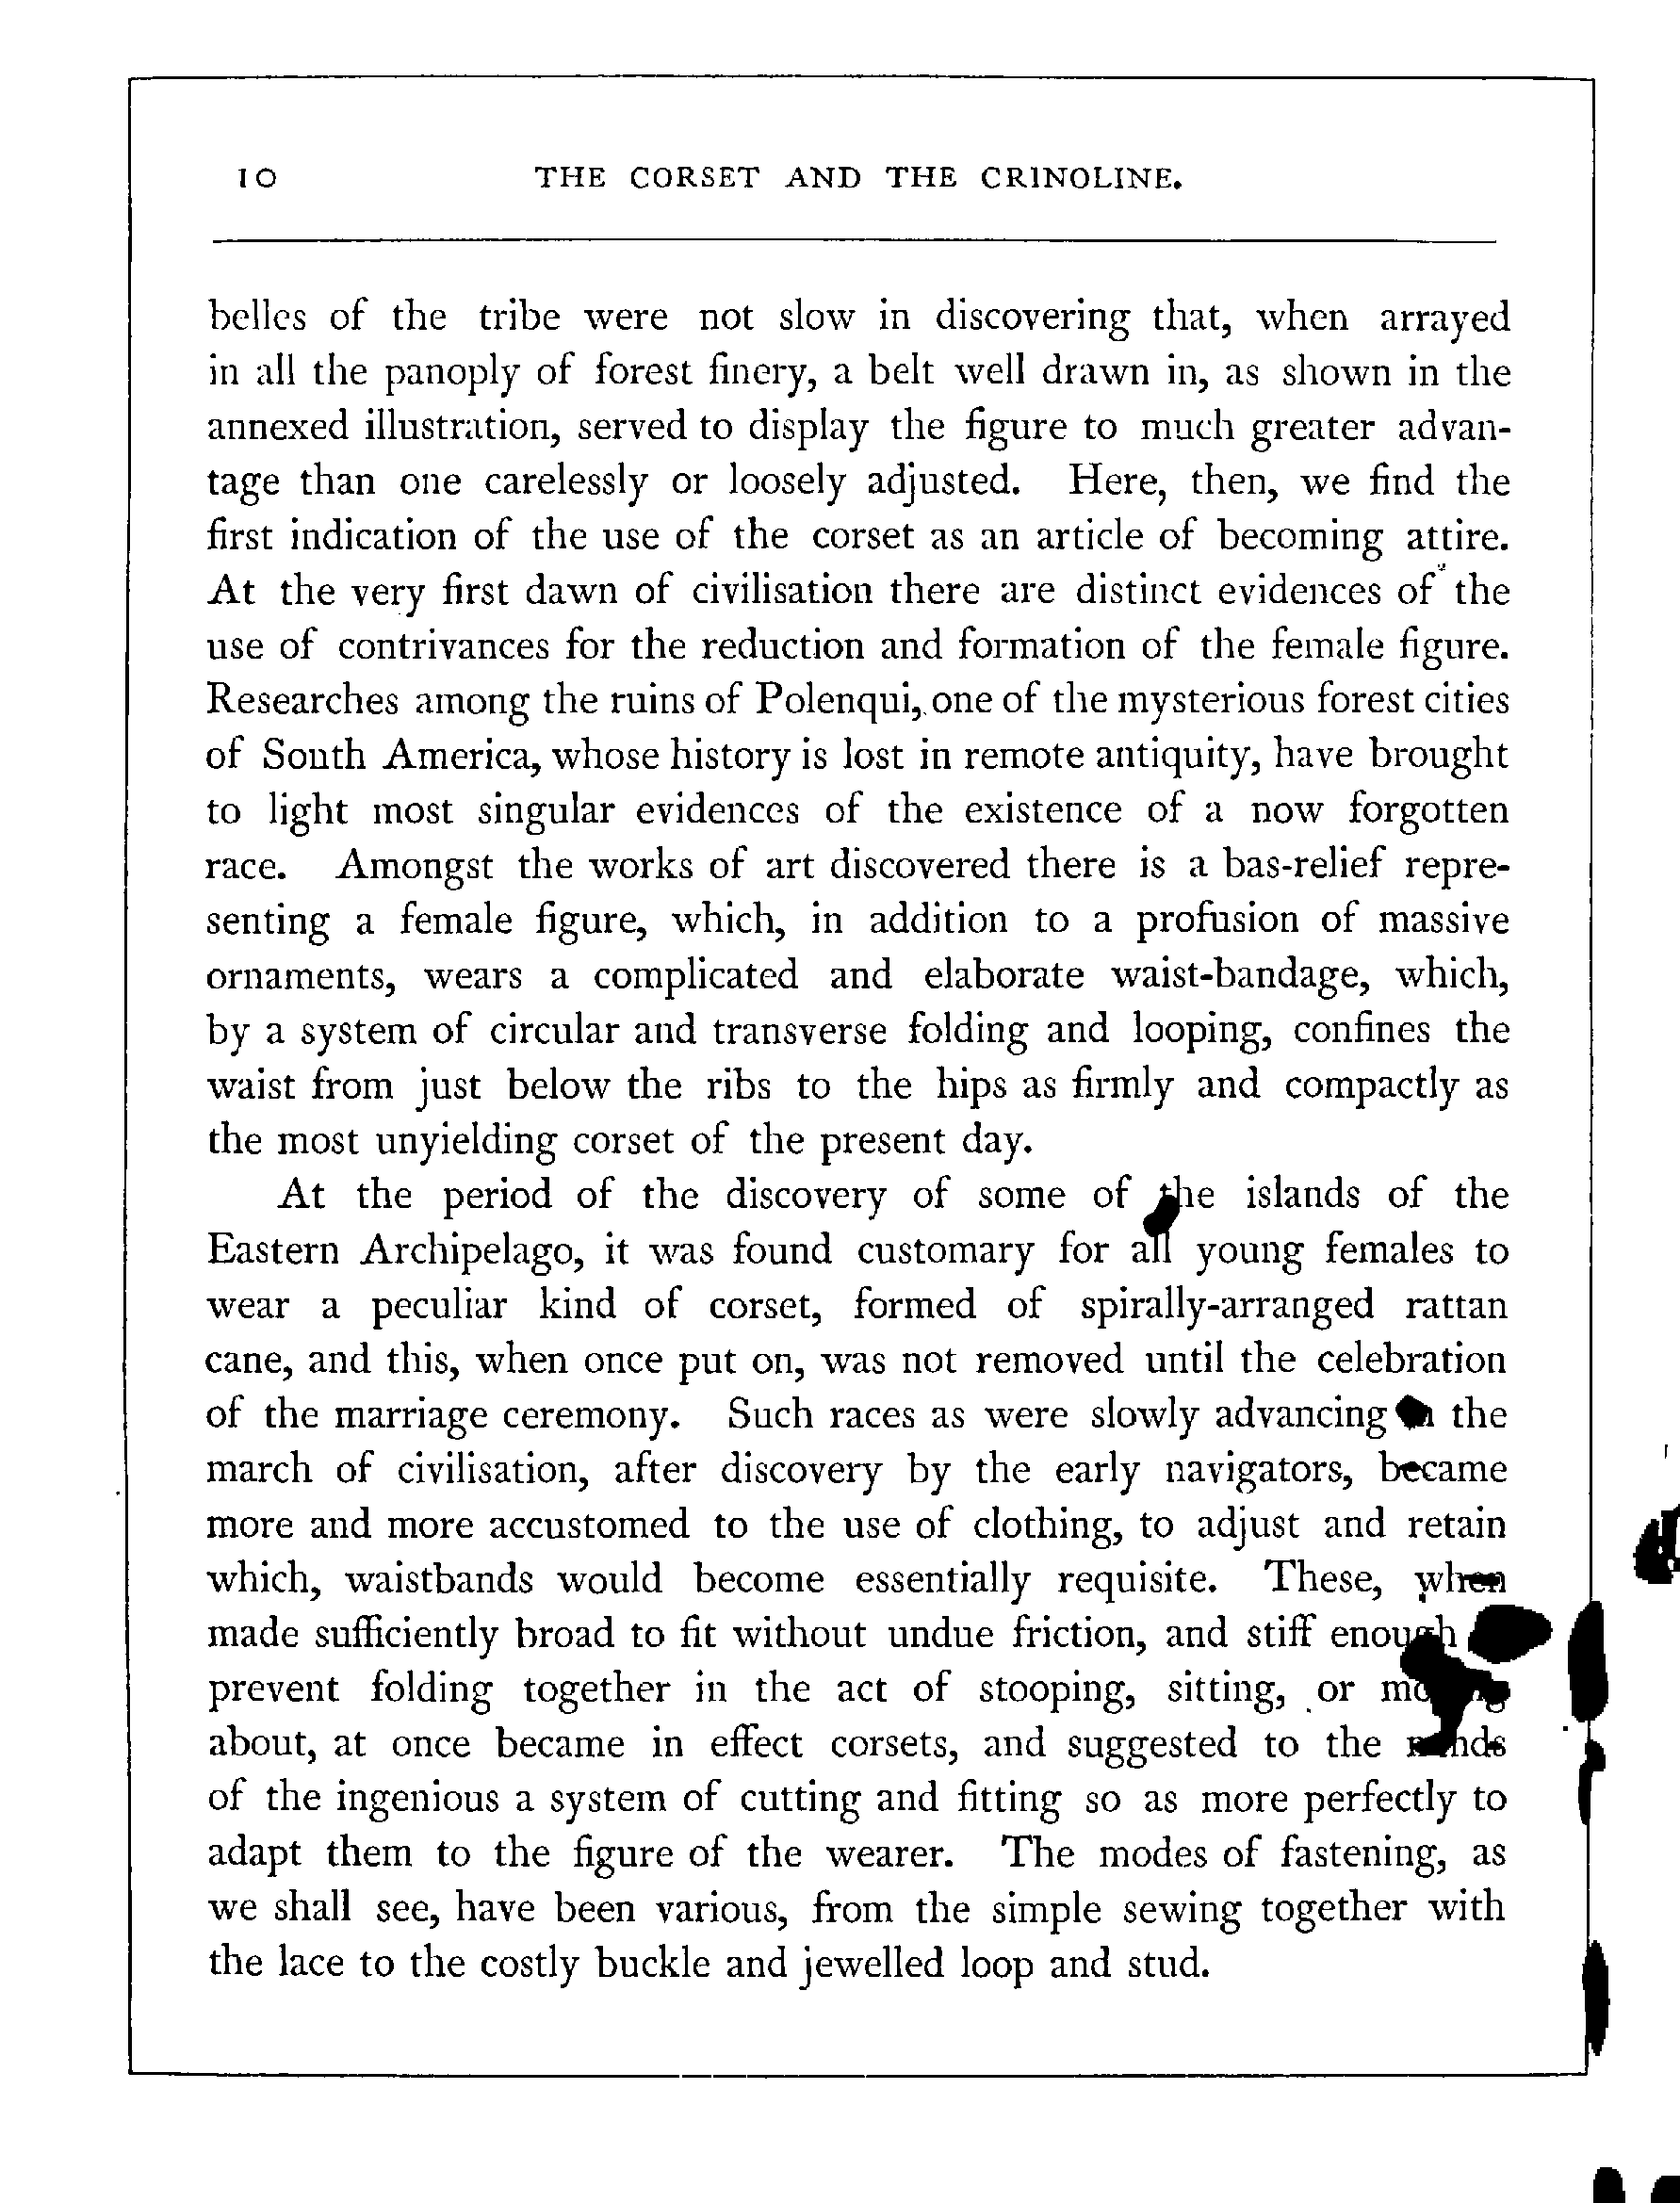 10 THE CORSET AND THE CRINOLINE.
belles of the tribe were not slow in discovering that, when arrayed
in all the panoply of forest finery, a belt well drawn in, as shown in the
annexed illustration, served to display the figure to much greater advan-
tage than one carelessly or loosely adjusted. Here, then, we find the
first indication of the use of the corset as an article of becoming attire.
At the very first dawn of civilisation there are distinct evidences of the
use of contrivances for the reduction and formation of the female figure.
Researches among the ruins of Polenqui, one of the mysterious forest cities
of South America, whose history is lost in remote antiquity, have brought
to light most singular evidences of the existence of a now forgotten
race. Amongst the works of art discovered there is a bas-relief repre-
senting a female figure, which, in addition to a profusion of massive
ornaments, wears a complicated and elaborate waist-bandage, which,
by a system of circular and transverse folding and looping, confines the
waist from just below the ribs to the hips as firmly and compactly as
the most unyielding corset of the present day.
At the period of the discovery of some of the islands of the
Eastern Archipelago, it was found customary for all young females to
wear a peculiar kind of corset, formed of spirally-arranged rattan
cane, and this, when once put on, was not removed until the celebration
of the marriage ceremony. Such races as were slowly advancing the
march of civilisation, after discovery by the early navigators, became
more and more accustomed to the use of clothing, to adjust and retain
which, waistbands would become essentially requisite. These, when
made sufficiently broad to fit without undue friction, and stiff enough
prevent folding together in the act of stooping, sitting, or
about, at once became in effect corsets, and suggested to the
of the ingenious a system of cutting and fitting so as more perfectly to
adapt them to the figure of the wearer. The modes of fastening, as
we shall see, have been various, from the simple sewing together with
the lace to the costly buckle and jewelled loop and stud.